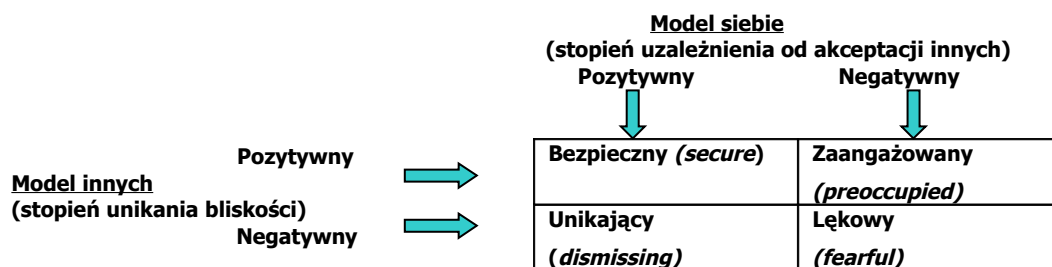 Model siebie
(stopień uzależnienia od akceptacji innych)
Pozytywny Negatywny
Pozytywny
Model innych
(stopień unikania bliskości)
Negatywny
Bezpieczny (secure) Zaangażowany
(preoccupied)
Unikający Lękowy
(dismissing) (fearful)